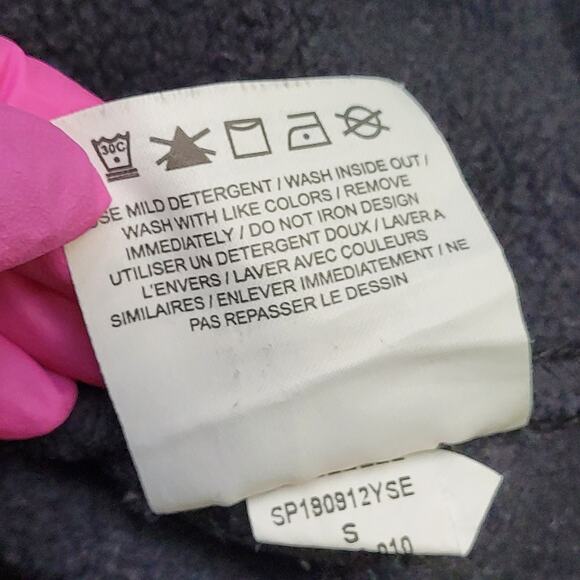 30C
USE MILD DETERGENT / WASH INSIDE OUT /
WASH WITH LIKE COLORS / REMOVE
IMMEDIATELY / DO NOT IRON DESIGN
UTILISER UN DETERGENT DOUX / LAVER A
L'ENVERS / LAVER AVEC COULEURS
SIMILAIRES / ENLEVER IMMEDIATEMENT / NE
PAS REPASSER LE DESSIN
SP190912YSE
S
010